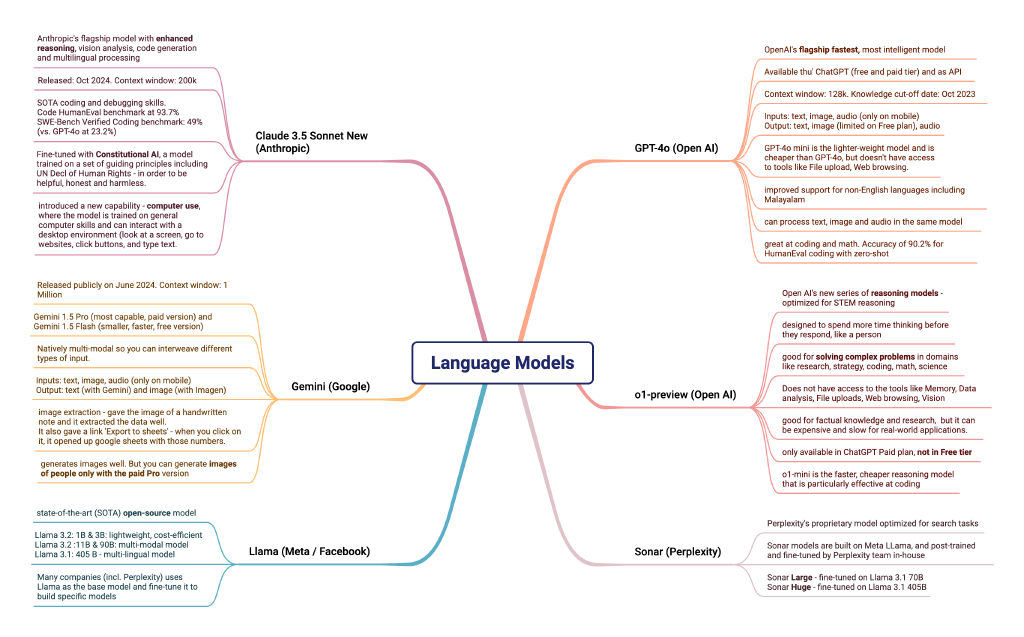 Language Models
Claude 3.5 Sonnet New
(Anthropic)
Anthropic's flagship model with enhanced
reasoning, vision analysis, code generation
and multilingual processing
Released: Oct 2024. Context window: 200k
SOTA coding and debugging skills.
Code HumanEval benchmark at 93.7%
SWE-Bench Verified Coding benchmark: 49%
(vs. GPT-4o at 23.2%)
Fine-tuned with Constitutional AI, a model
trained on a set of guiding princples including
UN Decl of Human Rights - in order to be
helpful, honest and harmless.
introduced a new capability - computer use,
where the model is trained on general
computer skills and can interact with a
desktop environment (look at a screen, go to
websites, click buttons, and type text.
Gemini (Google)
Released publicly on June 2024. Context window: 1
Million
Gemini 1.5 Pro (most capable, paid version) and
Gemini 1.5 Flash (smaller, faster, free version)
Natively multi-modal so you can interweave different
types of input.
Inputs: text, image, audio (only on mobile)
Output: text (with Gemini) and image (with Imagen)
image extraction - gave the image of a handwritten
note and it extracted the data well.
It also gave a link 'Export to sheets' - when you click on
it, it opened up google sheets with those numbers.
generates images well. But you can generate images
of people only with the paid Pro version
Llama (Meta / Facebook)
state-of-the-art (SOTA) open-source model
Llama 3.2: 1B & 3B: lightweight, cost-efficient
Llama 3.2 :11B & 90B: multi-modal model
Llama 3.1: 405 B - multi-lingual model
Many companies (incl. Perplexity) uses
Llama as the base model and fine-tune it to
build specific models
GPT-4o (Open AI)
OpenAI's flagship fastest, most intelligent model
Available thu' ChatGPT (free and paid tier) and as API
Context window: 128k. Knowledge cut-off date: Oct 2023
Inputs: text, image, audio (only on mobile)
Output: text, image (limited on Free plan), audio
GPT-4o mini is the lighter-weight model and is
cheaper than GPT-4o, but doesn't have access
to tools like File upload, Web browsing.
improved support for non-English languages including
Malayalam
can process text, image and audio in the same model
great at coding and math. Accuracy of 90.2% for
HumanEval coding with zero-shot
o1-preview (Open AI)
Open AI's new series of reasoning models -
optimized for STEM reasoning
designed to spend more time thinking before
they respond, like a person
good for solving complex problems in domains
like research, strategy, coding, math, science
Does not have access to the tools like Memory, Data
analysis, File uploads, Web browsing, Vision
good for factual knowledge and research, but it can
be expensive and slow for real-world applications.
only available in ChatGPT Paid plan, not in Free tier
o1-mini is the faster, cheaper reasoning model
that is particularly effective at coding
Sonar (Perplexity)
Perplexity's proprietary model optimized for search tasks
Sonar models are built on Meta LLama, and post-trained
and fine-tuned by Perplexity team in-house
Sonar Large - fine-tuned on Llama 3.1 70B
Sonar Huge - fine-tuned on Llama 3.1 405B